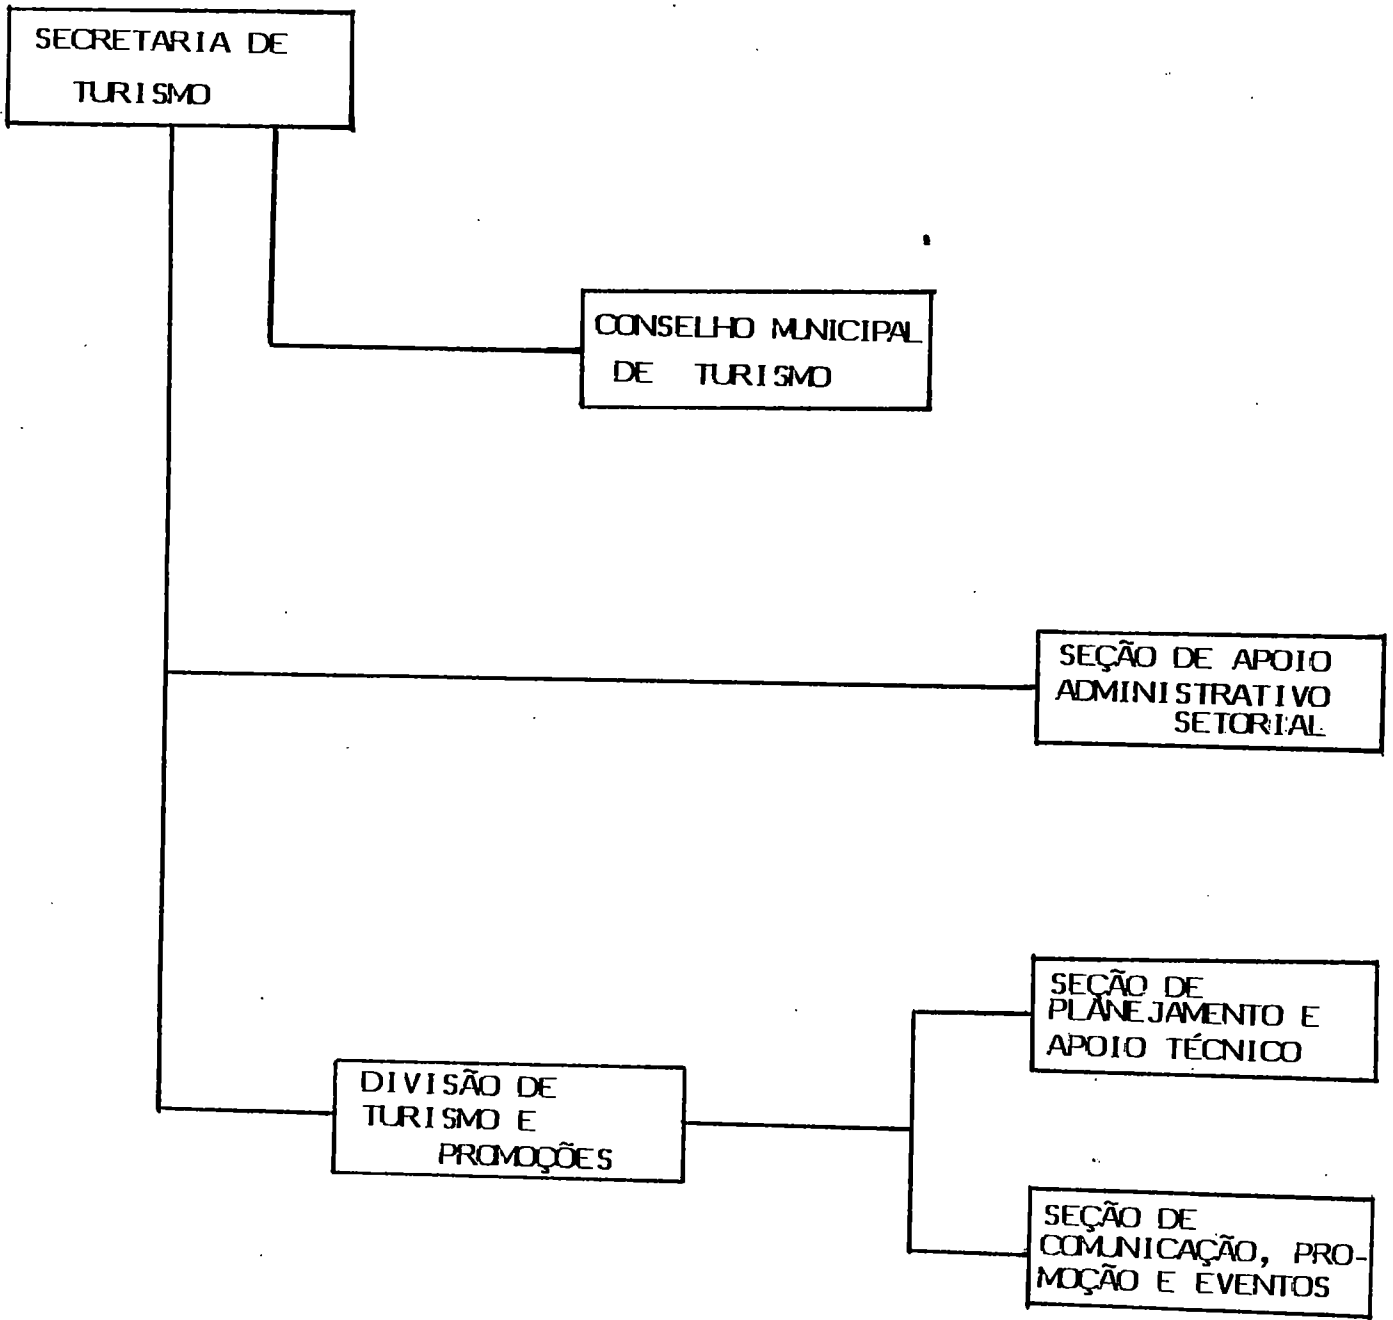 SECRETARIA DE
TURISMO
CONSELHO MUNICIPAL
DE TURISMO
SEÇÃO DE APOIO
ADMINISTRATIVO
SETORIAL
SEÇÃO DE
PLANEJAMENTO E
APOIO TÉCNICO
DIVISÃO DE
TURISMO E
PROMOÇÕES
SEÇÃO DE
COMUNICAÇÃO, PRO-
MOÇÃO E EVENTOS